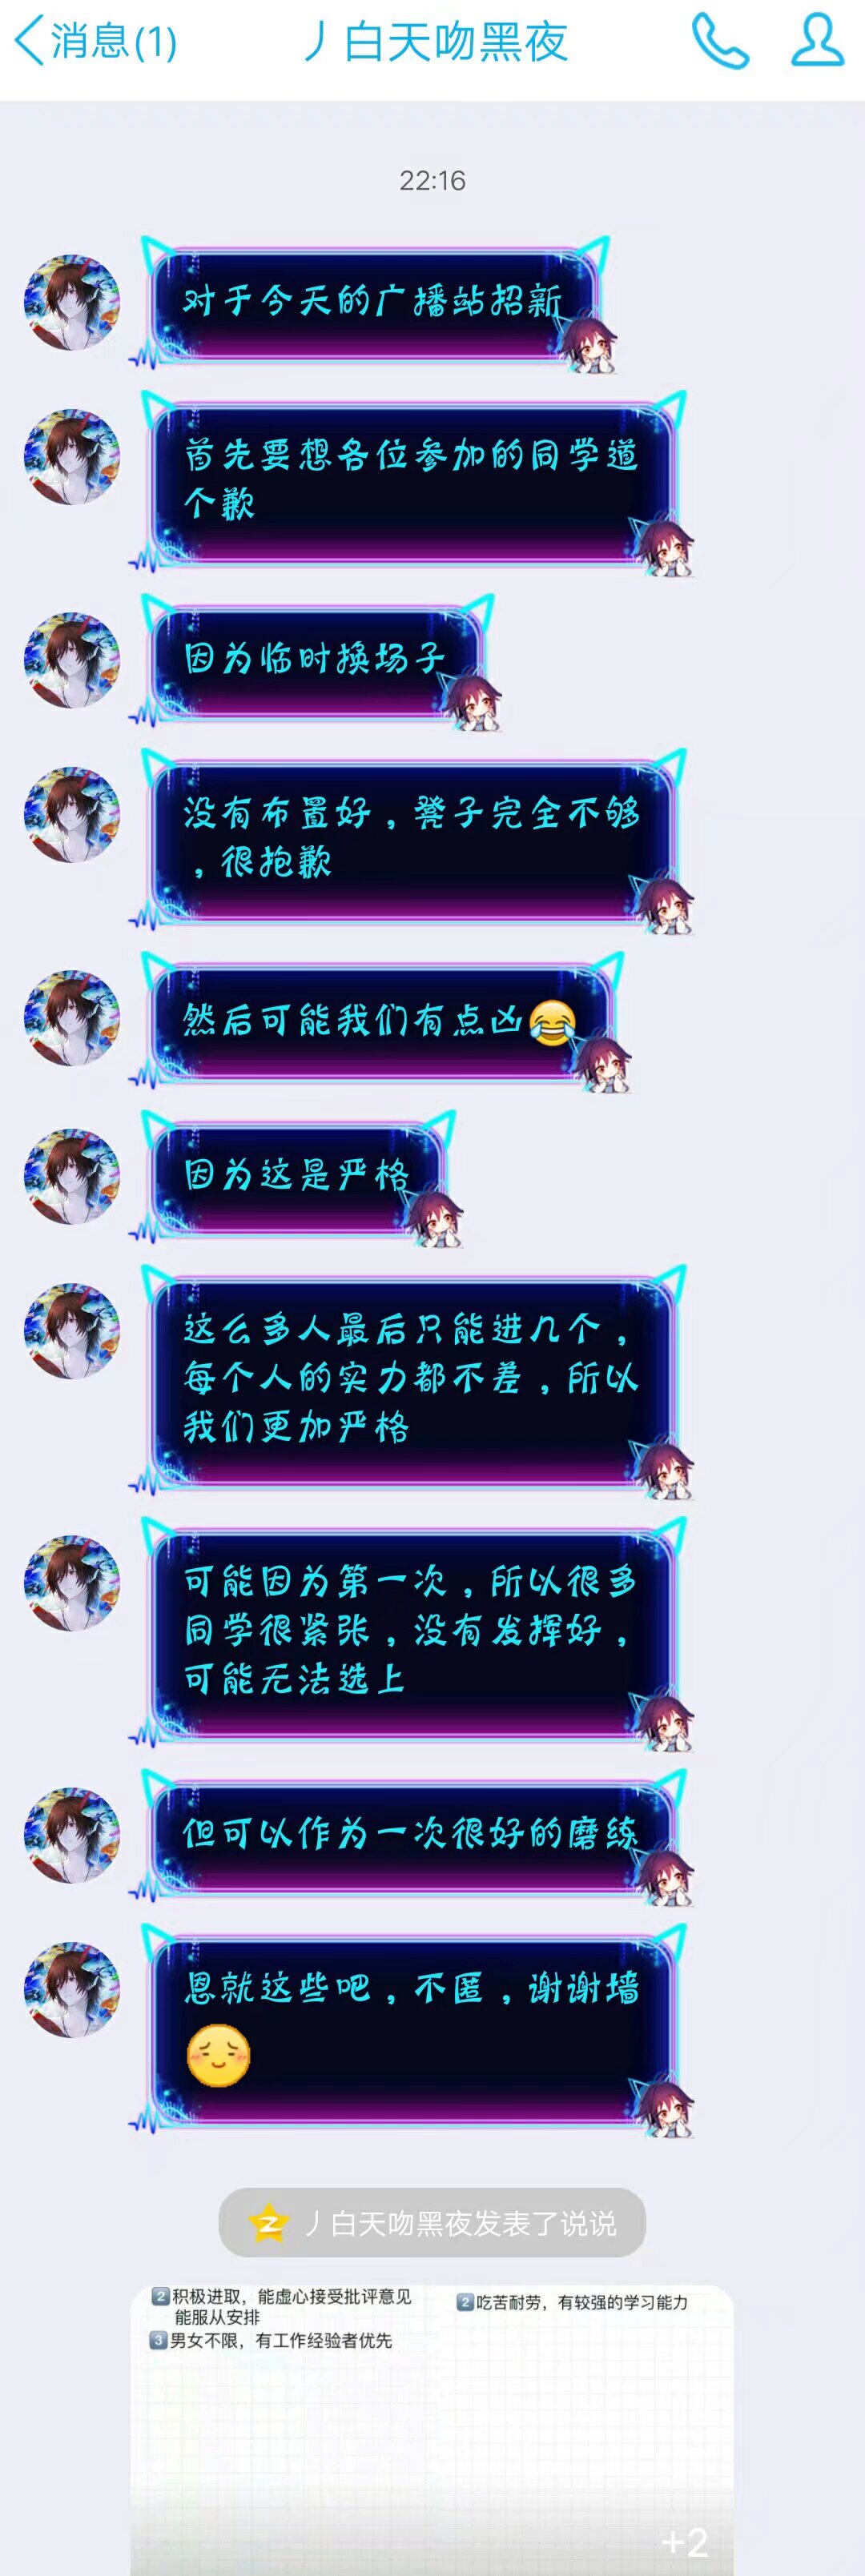 消息(1)
丿白天吻黑夜
22:16
对于今天的广播站招新
首先要想各位参加的同学道
个歉
因为临时换场子
没有布置好，凳子完全不够
，很抱歉
然后可能我们有点凶😂
因为这是严格
这么多人最后只能进几个，
每个人的实力都不差，所以
我们更加严格
可能因为第一次，所以很多
同学很紧张，没有发挥好，
可能无法选上
但可以作为一次很好的磨练
恩就这些吧，不匿，谢谢墙
丿白天吻黑夜发表了说说
2积极进取，能虚心接受批评意见
能服从安排
3男女不限，有工作经验者优先
2吃苦耐劳，有较强的学习能力
+2